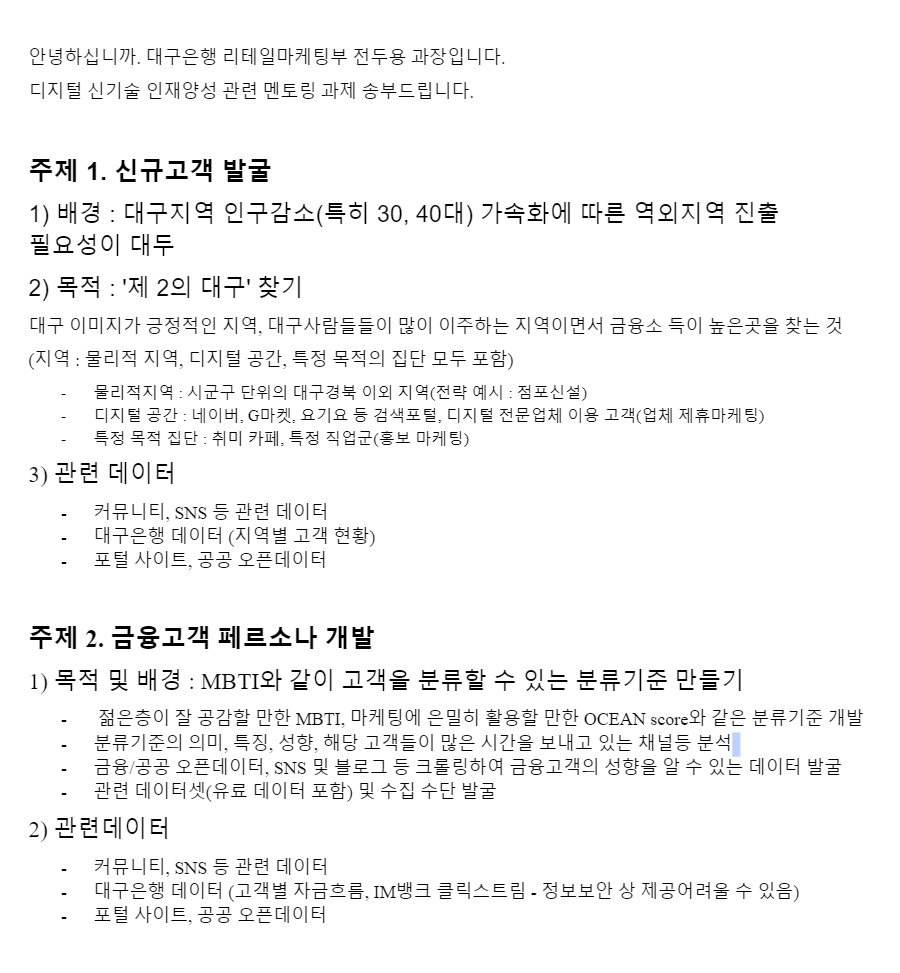 안녕하십니까. 대구은행 리테일마케팅부 전두용 과장입니다.
디지털 신기술 인재양성 관련 멘토링 과제 송부드립니다.
주제 1. 신규고객 발굴
1) 배경 : 대구지역 인구감소(특히 30, 40대) 가속화에 따른 역외지역 진출
필요성이 대두
2) 목적 : '제 2의 대구' 찾기
대구 이미지가 긍정적인 지역, 대구사람들들이 많이 이주하는 지역이면서 금융소 득이 높은곳을 찾는 것
(지역 : 물리적 지역, 디지털 공간, 특정 목적의 집단 모두 포함)
- 물리적지역 : 시군구 단위의 대구경북 이외 지역(전략 예시 : 점포신설)
- 디지털 공간 : 네이버, G마켓, 요기요 등 검색포털, 디지털 전문업체 이용 고객(업체 제휴마케팅)
- 특정 목적 집단 : 취미 카페, 특정 직업군(홍보 마케팅)
3) 관련 데이터
- 커뮤니티, SNS 등 관련 데이터
- 대구은행 데이터 (지역별 고객 현황)
- 포털 사이트, 공공 오픈데이터
주제 2. 금융고객 페르소나 개발
1) 목적 및 배경 : MBTI와 같이 고객을 분류할 수 있는 분류기준 만들기
- 젊은층이 잘 공감할 만한 MBTI, 마케팅에 은밀히 활용할 만한 OCEAN score와 같은 분류기준 개발
- 분류기준의 의미, 특징, 성향, 해당 고객들이 많은 시간을 보내고 있는 채널등 분석
- 금융/공공 오픈데이터, SNS 및 블로그 등 크롤링하여 금융고객의 성향을 알 수 있는 데이터 발굴
- 관련 데이터셋(유료 데이터 포함) 및 수집 수단 발굴
2) 관련데이터
- 커뮤니티, SNS 등 관련 데이터
- 대구은행 데이터 (고객별 자금흐름, IM뱅크 클릭스트림 - 정보보안 상 제공어려울 수 있음)
- 포털 사이트, 공공 오픈데이터